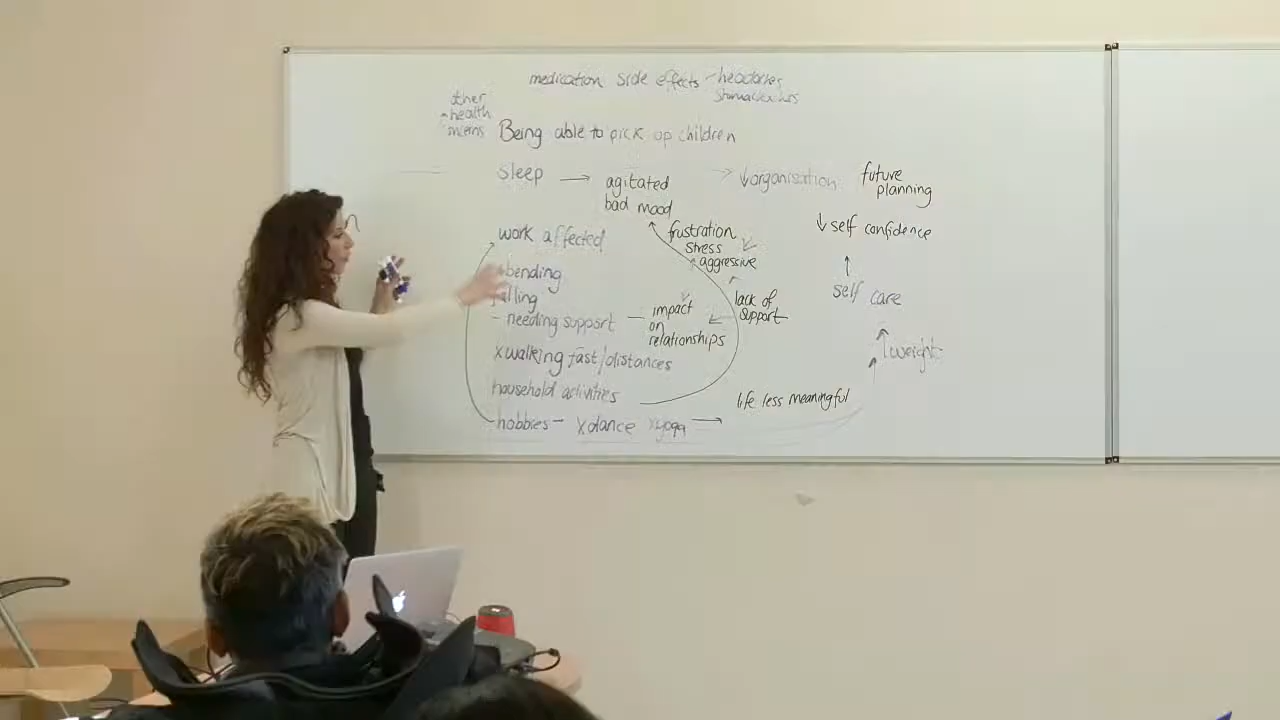 medication side effects - headaches
stomachaches
other
health
Being able to pick up children
sleep → agitated
bad mood
→ ↓organisation
future
planning
work affected
frustration
stress
aggressive
↓ self confidence
↑
self care
bending
- needing support — impact
on
relationships
lack of
support
x walking fast/distances
↑weight
household activities
life less meaningful
hobbies - x dance x yoga →